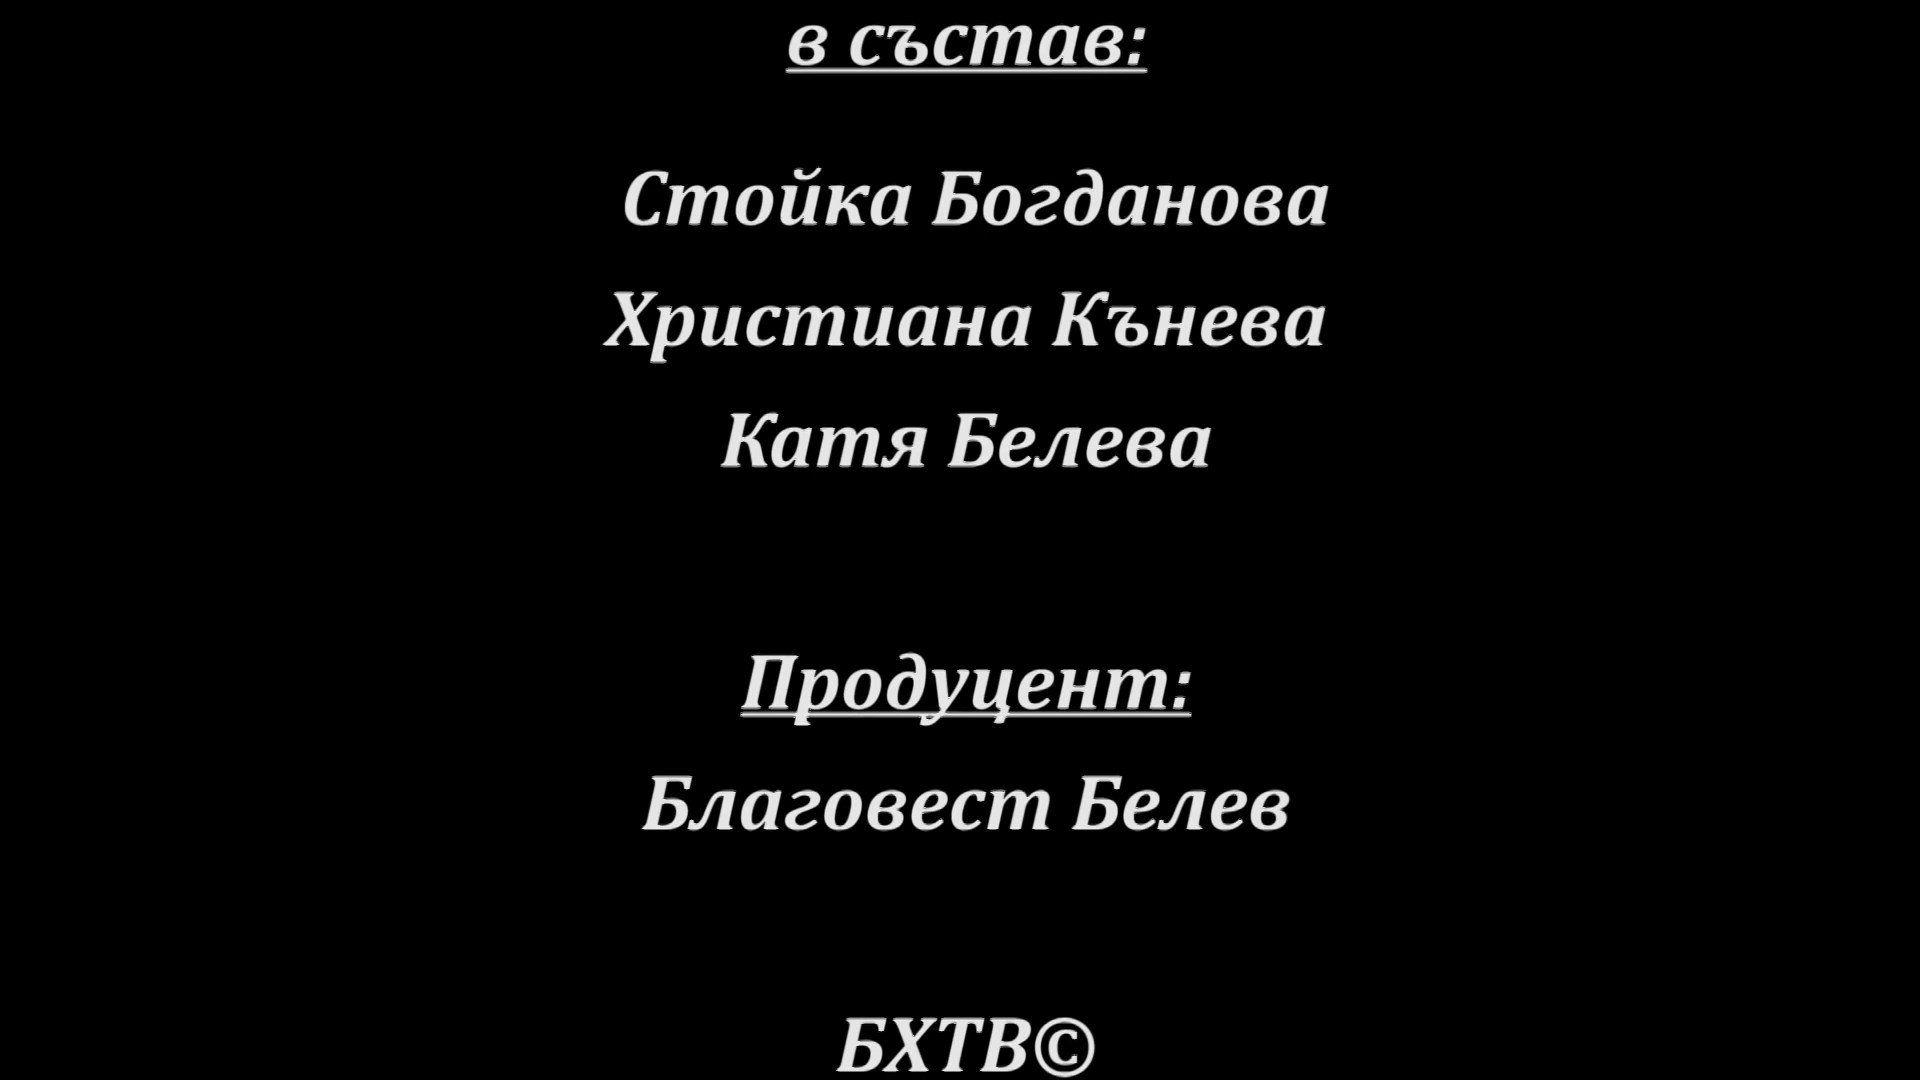 в състав:
Стойка Богданова
Християна Кънева
Катя Белева
Продуцент:
Благовест Белев
БХТВ©